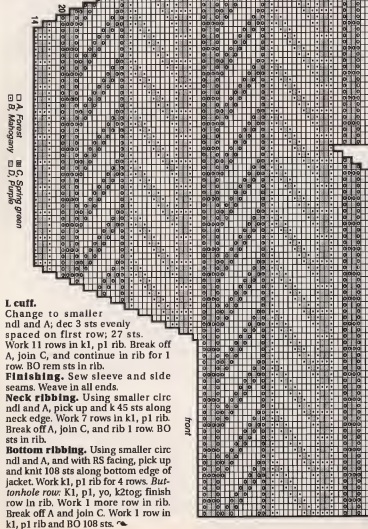 20
14
A, Forest
B, Mahogany
C, Spring green
D, Purple
front
L cuff.
Change to smaller
ndl and A; dec 3 sts evenly
spaced on first row; 27 sts.
Work 11 rows in k1, p1 rib. Break off
A, join C, and continue in rib for 1
row. BO rem sts in rib.
Finishing. Sew sleeve and side
seams. Weave in all ends.
Neck ribbing. Using smaller circ
ndl and A, pick up and k 45 sts along
neck edge. Work 7 rows in k1, p1 rib.
Break off A, join C, and rib 1 row. BO
sts in rib.
Bottom ribbing. Using smaller circ
ndl A, and with RS facing, pick up
and knit 108 sts along bottom edge of
jacket. Work k1, p1 rib for 4 rows. But-
tonhole row: K1, p1, yo, k2tog; finish
row in rib. Work 1 more row in rib.
Break off A and join C. Work 1 row in
k1, p1 rib and BO 108 sts.